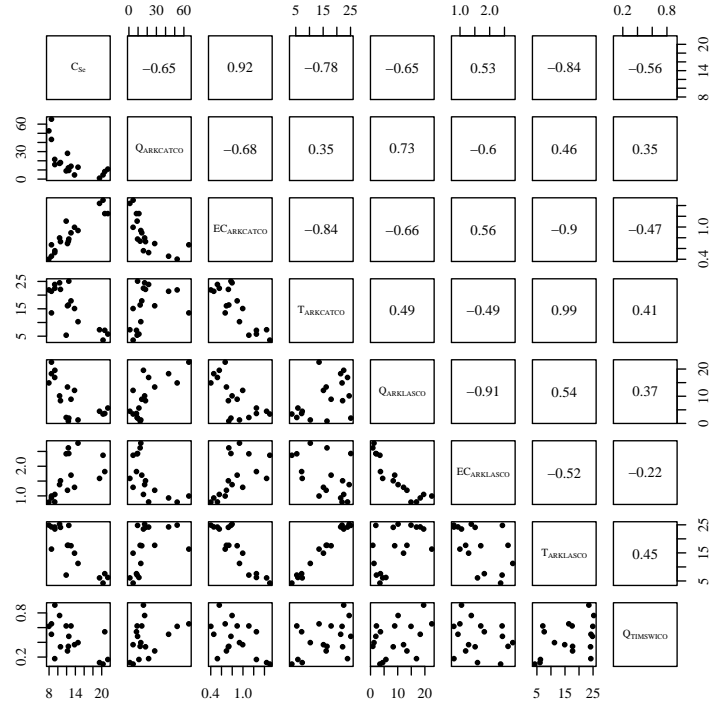 0 30 60
5 15 25
1.0 2.0
0.2 0.8
C_Se −0.65 0.92 −0.78 −0.65 0.53 −0.84 −0.56
8 14 20
0 30 60
Q_ARKCATCO −0.68 0.35 0.73 −0.6 0.46 0.35
EC_ARKCATCO −0.84 −0.66 0.56 −0.9 −0.47
0.4 1.0
5 15 25
T_ARKCATCO 0.49 −0.49 0.99 0.41
Q_ARKLASCO −0.91 0.54 0.37
0 10 20
1.0 2.0
EC_ARKLASCO −0.52 −0.22
T_ARKLASCO 0.45
5 15 25
0.2 0.8
Q_TIMSWICO
8 14 20
0.4 1.0
0 10 20
5 15 25